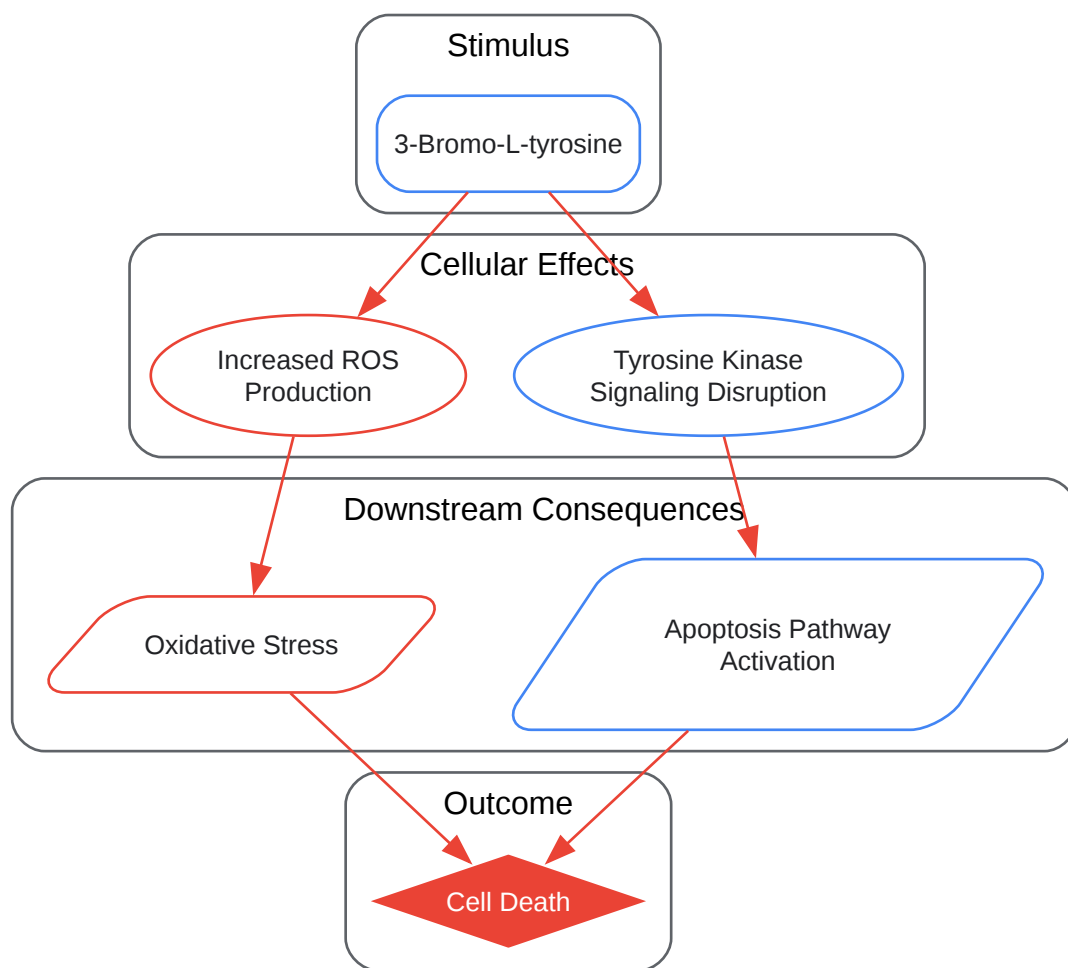 Stimulus
3-Bromo-L-tyrosine
Cellular Effects
Increased ROS
Production
Tyrosine Kinase
Signaling Disruption
Downstream Consequences
Oxidative Stress
Apoptosis Pathway
Activation
Outcome
Cell Death